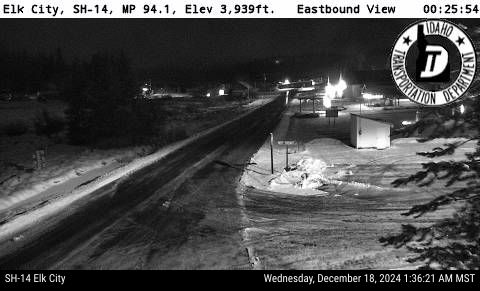 Elk City, SH-14, MP 94.1, Elev 3,939ft. Eastbound View 00:25:54
IDAHO
TRANSPORTATION DEPARTMENT
SH-14 Elk City Wednesday, December 18, 2024 1:36:21 AM MST